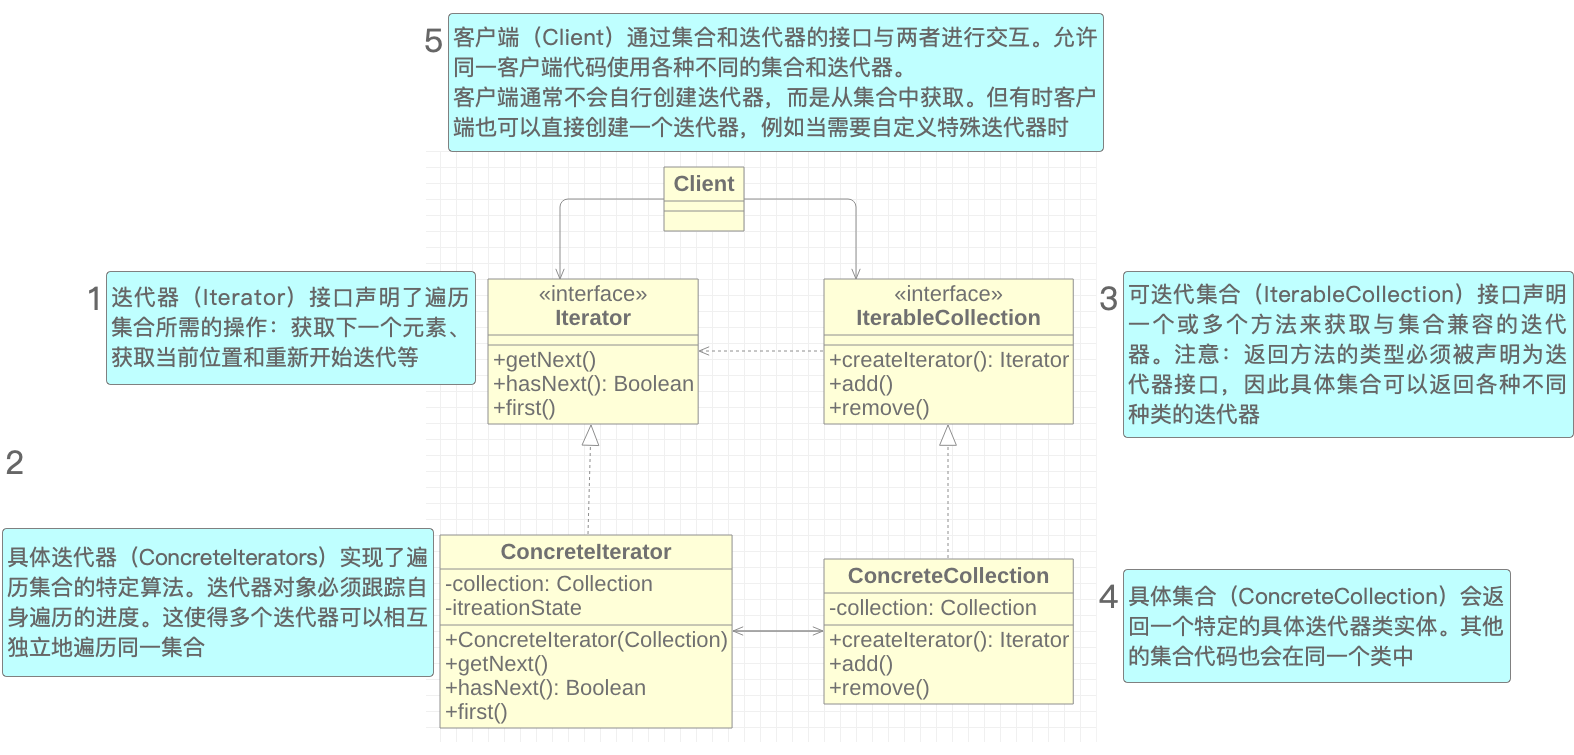 5
客户端（Client）通过集合和迭代器的接口与两者进行交互。允许
同一客户端代码使用各种不同的集合和迭代器。
客户端通常不会自行创建迭代器，而是从集合中获取。但有时客户
端也可以直接创建一个迭代器，例如当需要自定义特殊迭代器时
Client
1
迭代器（Iterator）接口声明了遍历
集合所需的操作：获取下一个元素、
获取当前位置和重新开始迭代等
«interface»
Iterator
+getNext()
+hasNext(): Boolean
+first()
«interface»
IterableCollection
+createIterator(): Iterator
+add()
+remove()
3
可迭代集合（IterableCollection）接口声明
一个或多个方法来获取与集合兼容的迭代
器。注意：返回方法的类型必须被声明为迭
代器接口，因此具体集合可以返回各种不同
种类的迭代器
2
具体迭代器（ConcreteIterators）实现了遍
历集合的特定算法。迭代器对象必须跟踪自
身遍历的进度。这使得多个迭代器可以相互
独立地遍历同一集合
ConcreteIterator
-collection: Collection
-itreationState
+ConcreteIterator(Collection)
+getNext()
+hasNext(): Boolean
+first()
ConcreteCollection
-collection: Collection
+createIterator(): Iterator
+add()
+remove()
4
具体集合（ConcreteCollection）会返
回一个特定的具体迭代器类实体。其他
的集合代码也会在同一个类中